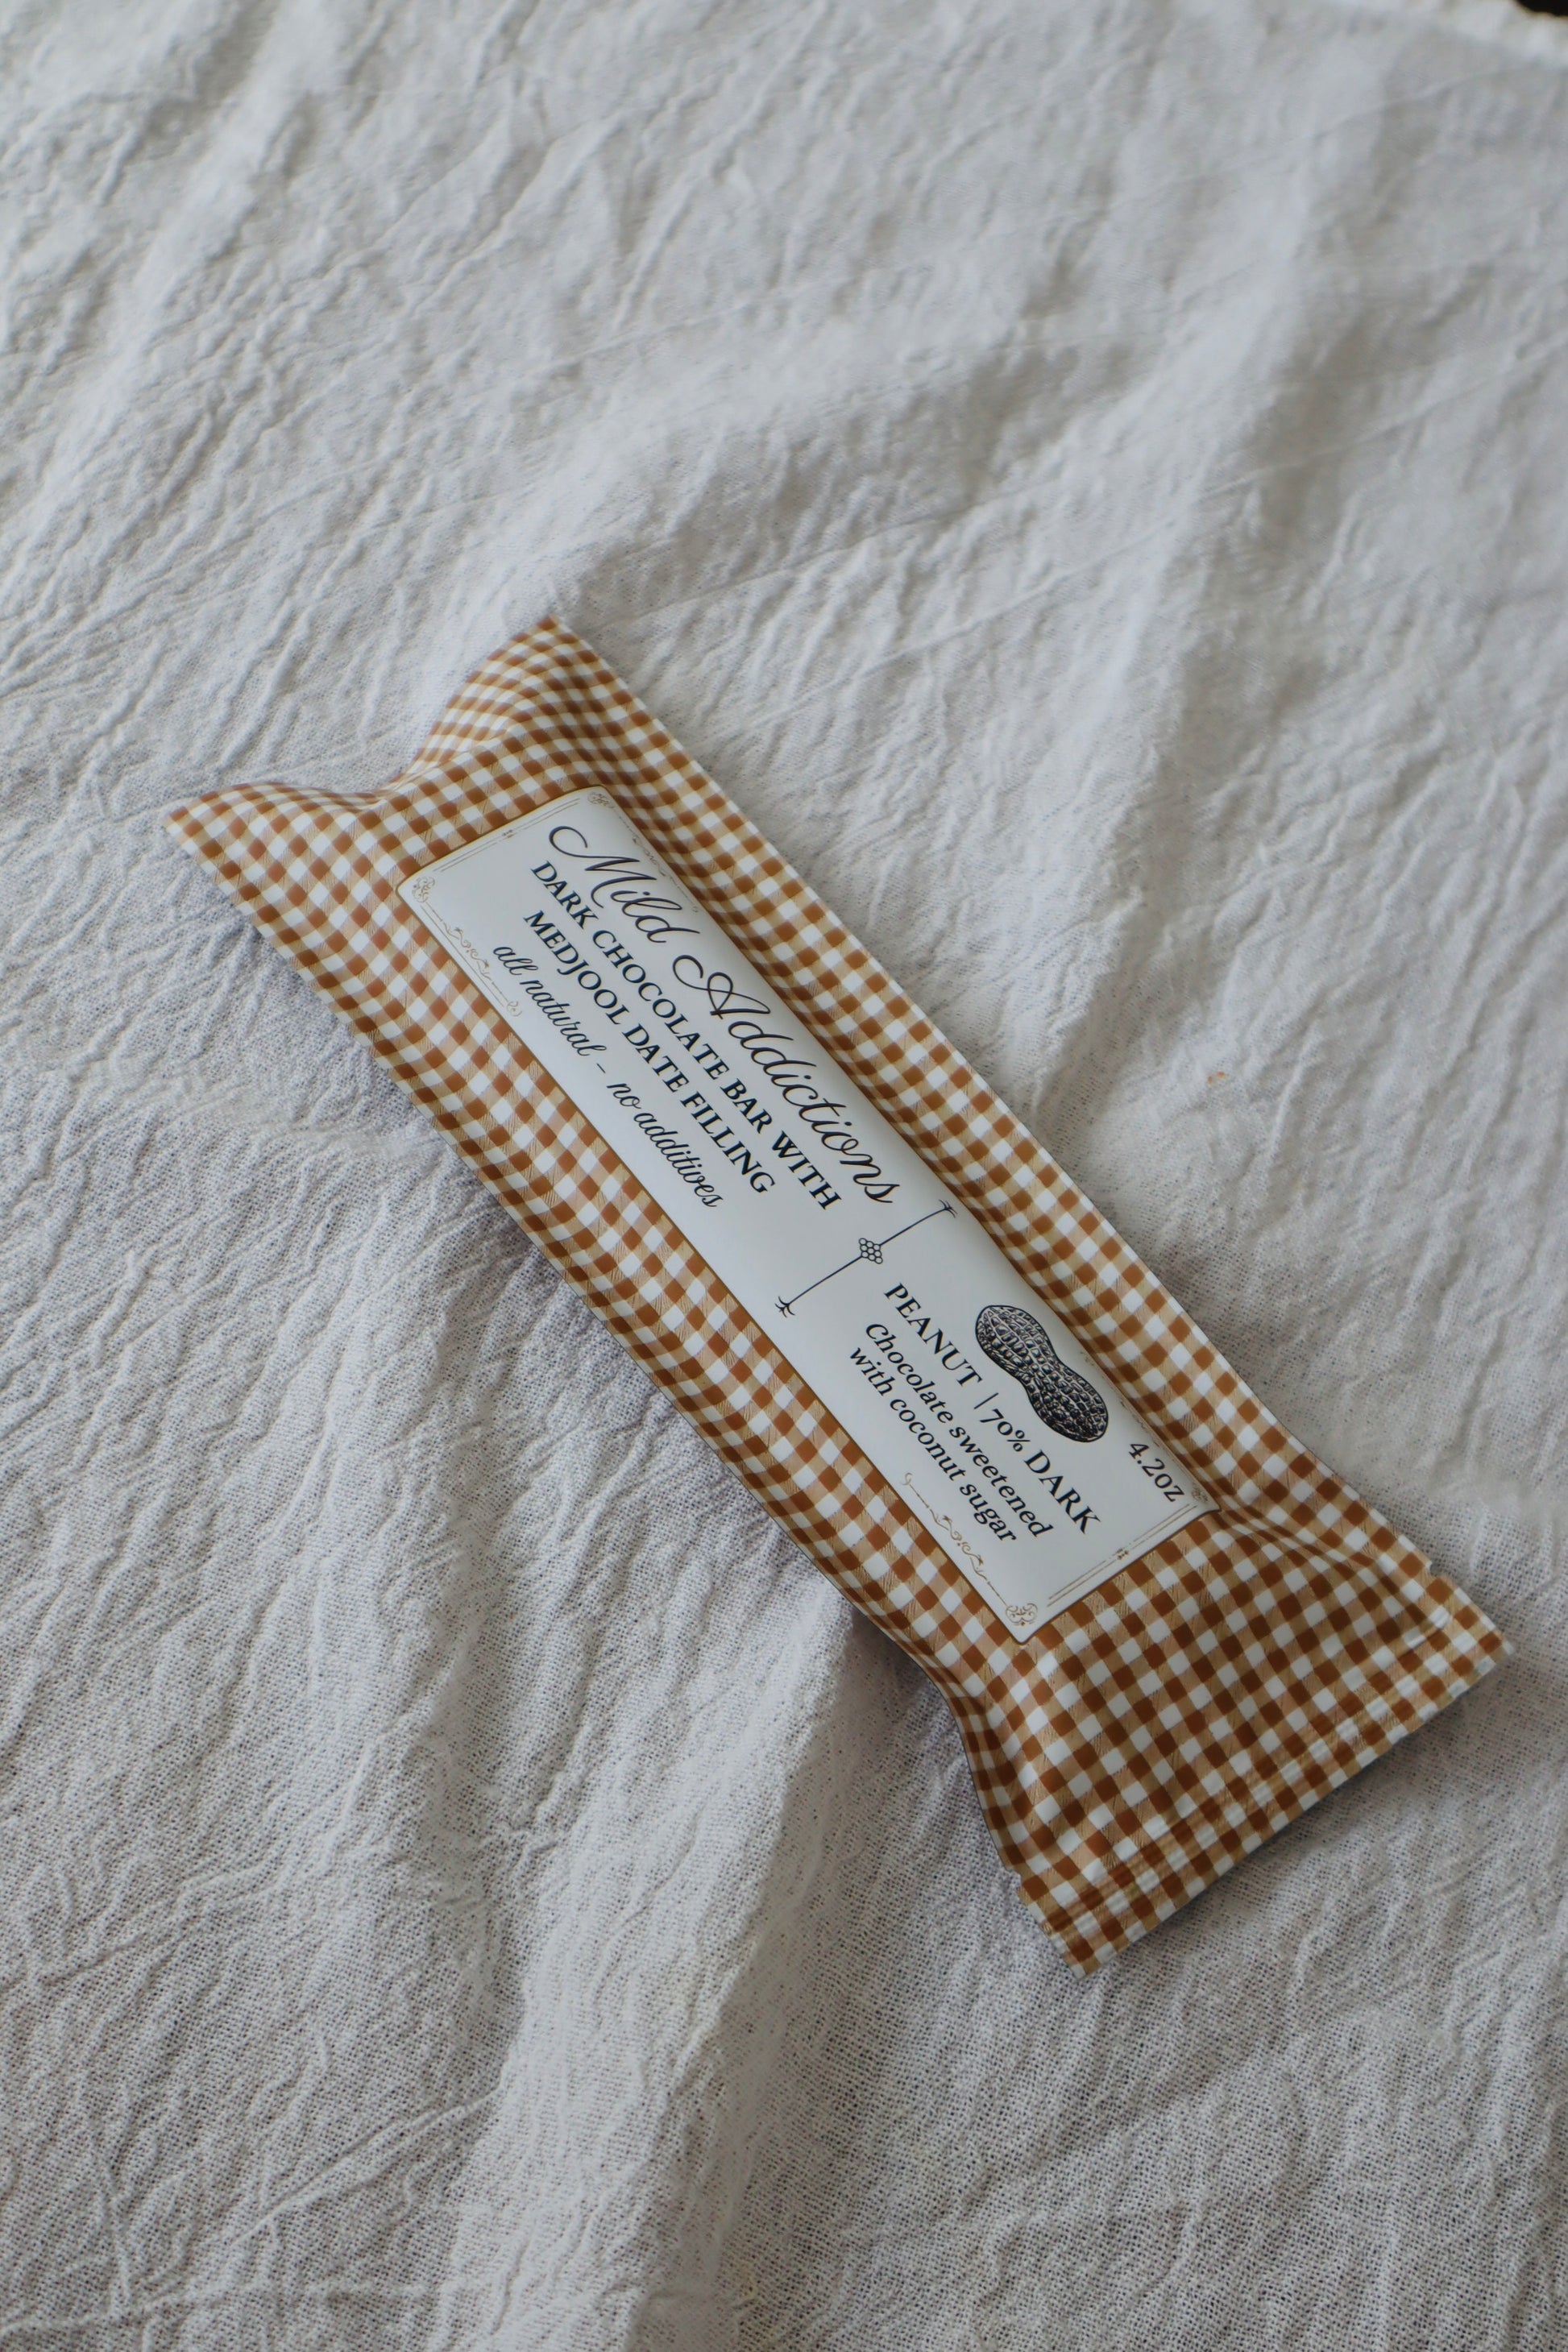 Mild Addictions
DARK CHOCOLATE BAR WITH
MEDJOOL DATE FILLING
all natural – no additives
4.2oz
PEANUT | 70% DARK
Chocolate sweetened
with coconut sugar